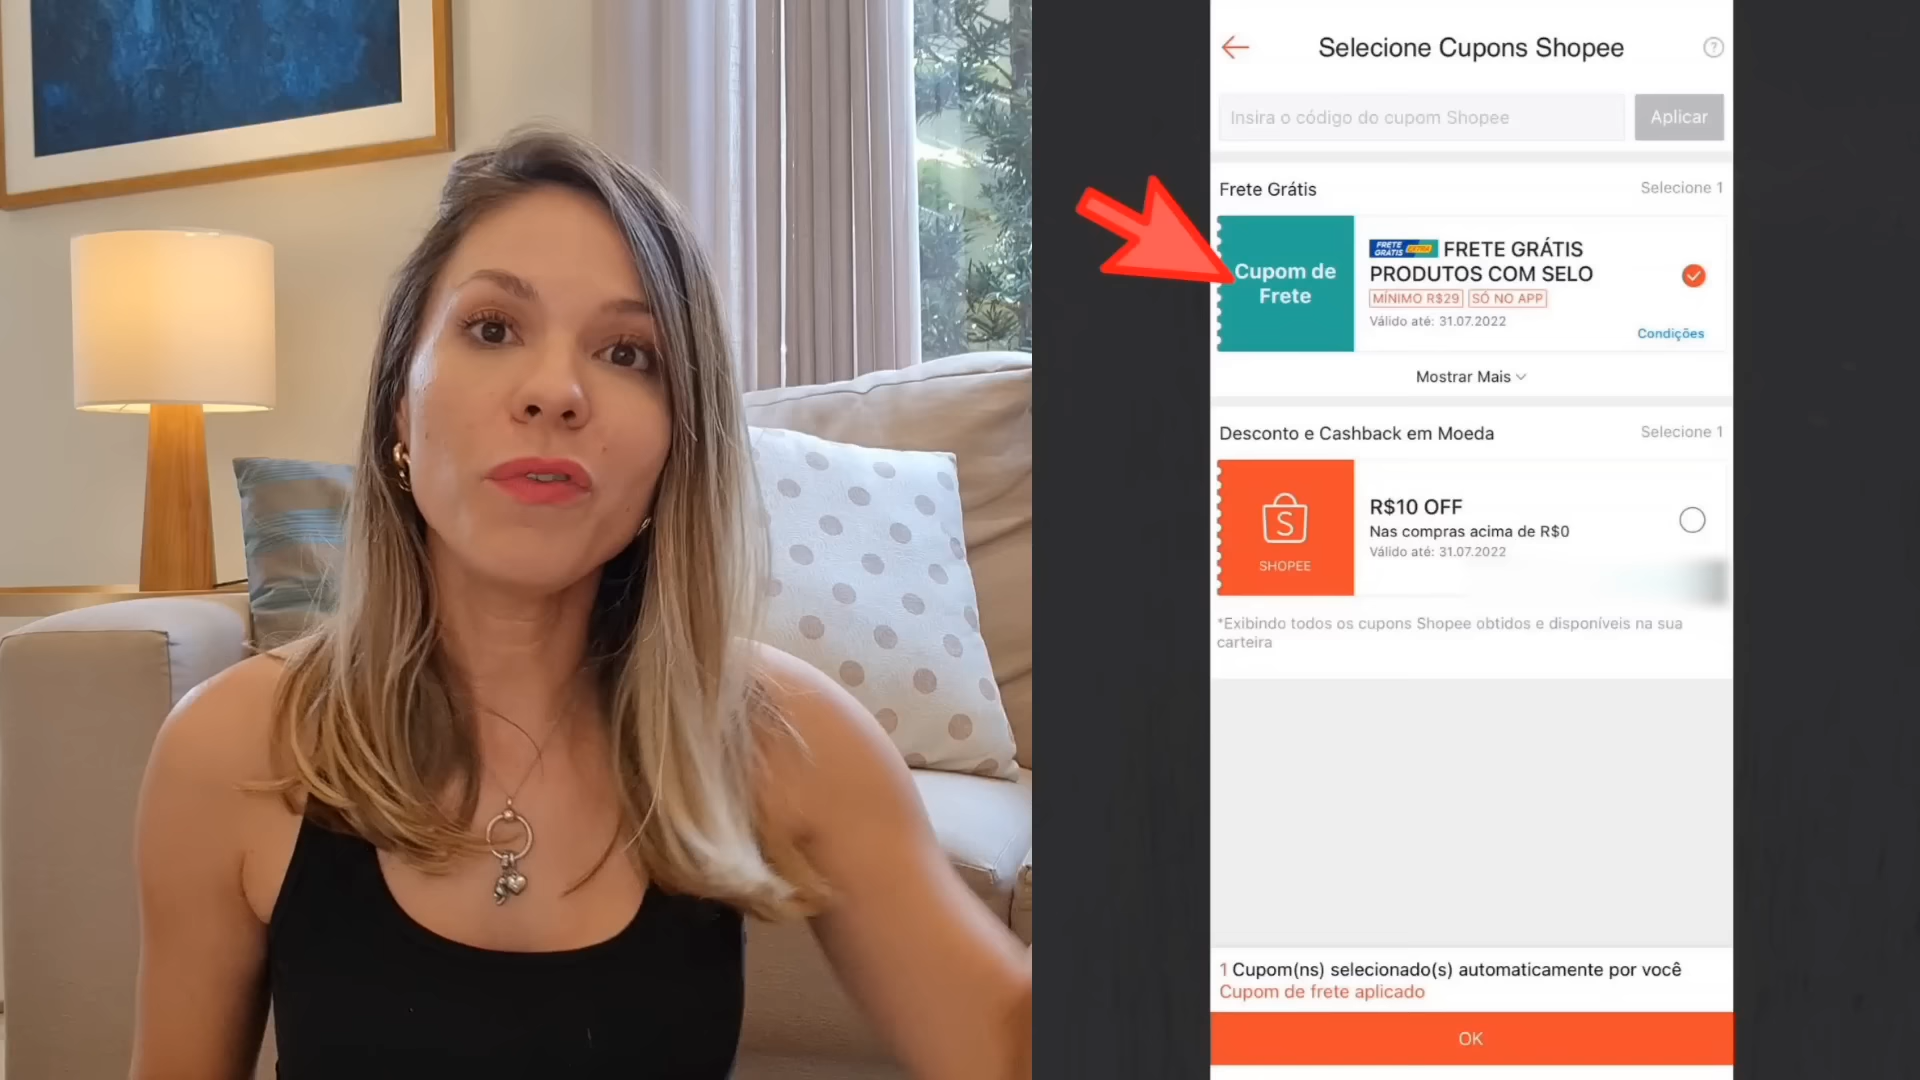 Selecione Cupons Shopee
?
Insira o código do cupom Shopee
Aplicar
Frete Grátis
Selecione 1
Cupom de
Frete
FRETE
GRÁTIS
EXTRA
FRETE GRÁTIS
PRODUTOS COM SELO
MÍNIMO R$29
SÓ NO APP
Válido até: 31.07.2022
Condições
Mostrar Mais
Desconto e Cashback em Moeda
Selecione 1
S
SHOPEE
R$10 OFF
Nas compras acima de R$0
Válido até: 31.07.2022
*Exibindo todos os cupons Shopee obtidos e disponíveis na sua
carteira
1 Cupom(ns) selecionado(s) automaticamente por você
Cupom de frete aplicado
OK